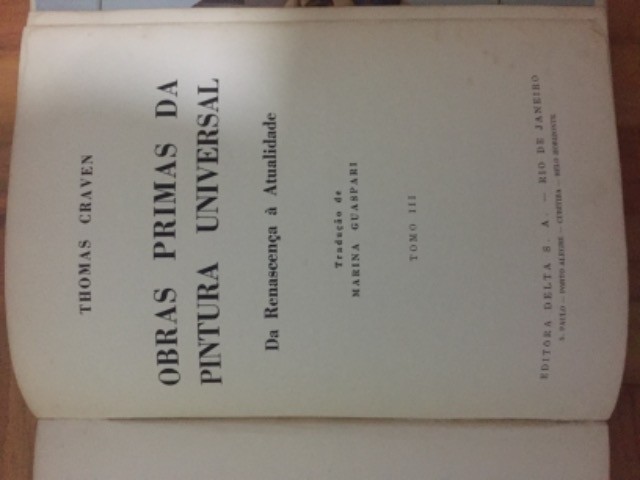 THOMAS CRAVEN
OBRAS PRIMAS DA
PINTURA UNIVERSAL
Da Renascença à Atualidade
Tradução de
MARINA GUASPARI
TOMO III
EDITÔRA DELTA S. A. — RIO DE JANEIRO
S. PAULO — PORTO ALEGRE — CURITIBA — BELO HORIZONTE